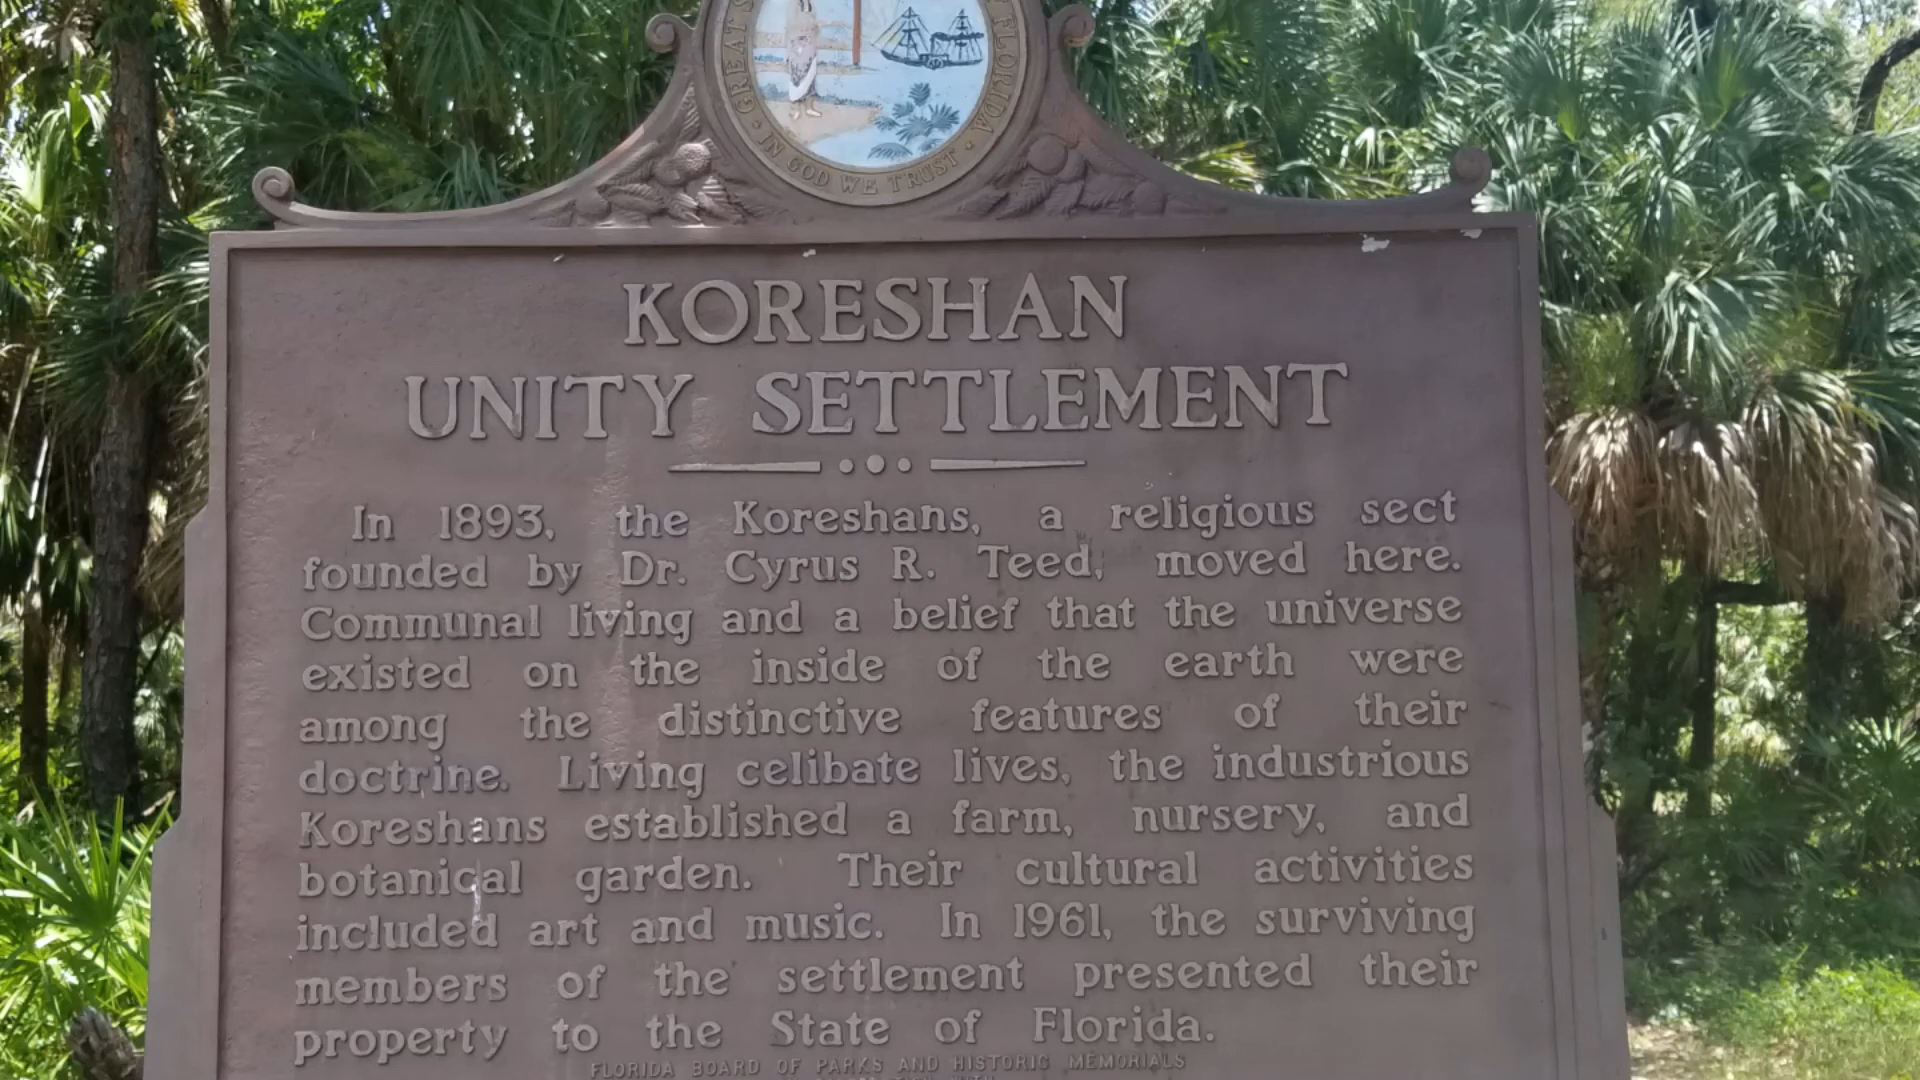 GREAT S
FLORIDA
IN GOD WE TRUST
KORESHAN
UNITY SETTLEMENT
In 1893, the Koreshans, a religious sect
founded by Dr. Cyrus R. Teed, moved here.
Communal living and a belief that the universe
existed on the inside of the earth were
among the distinctive features of their
doctrine. Living celibate lives, the industrious
Koreshans established a farm, nursery, and
botanical garden. Their cultural activities
included art and music. In 1961, the surviving
members of the settlement presented their
property to the State of Florida.
FLORIDA BOARD OF PARKS AND HISTORIC MEMORIALS